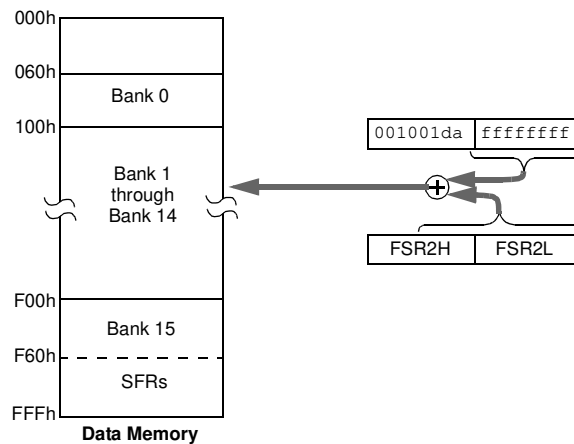 000h
060h
Bank 0
100h
001001da ffffffff
Bank 1
through
Bank 14
FSR2H FSR2L
F00h
Bank 15
F60h
SFRs
FFFh
Data Memory